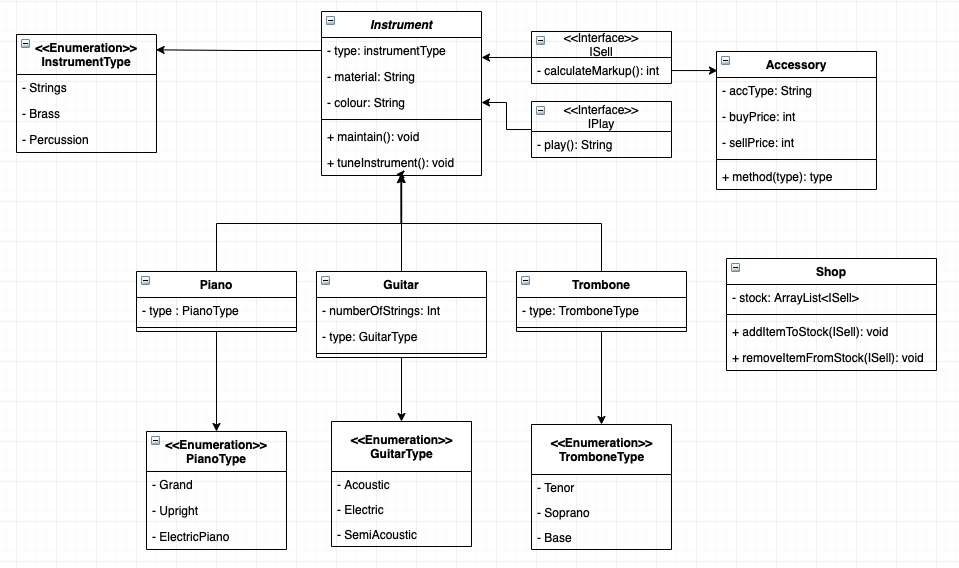 <<Enumeration>>
InstrumentType
- Strings
- Brass
- Percussion
Instrument
- type: instrumentType
- material: String
- colour: String
+ maintain(): void
+ tuneInstrument(): void
<<Interface>>
ISell
- calculateMarkup(): int
<<Interface>>
IPlay
- play(): String
Accessory
- accType: String
- buyPrice: int
- sellPrice: int
+ method(type): type
Piano
- type : PianoType
Guitar
- numberOfStrings: Int
- type: GuitarType
Trombone
- type: TromboneType
Shop
- stock: ArrayList<ISell>
+ addItemToStock(ISell): void
+ removeItemFromStock(ISell): void
<<Enumeration>>
PianoType
- Grand
- Upright
- ElectricPiano
<<Enumeration>>
GuitarType
- Acoustic
- Electric
- SemiAcoustic
<<Enumeration>>
TromboneType
- Tenor
- Soprano
- Base